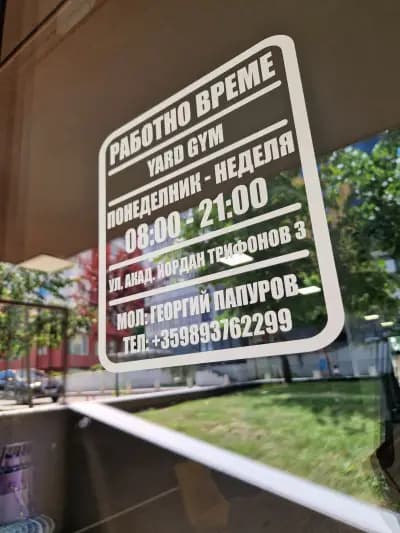 РАБОТНО ВРЕМЕ
YARD GYM
ПОНЕДЕЛНИК - НЕДЕЛЯ
08:00 - 21:00
УЛ. АКАД. ЙОРДАН ТРИФОНОВ 3
МОЛ: ГЕОРГИЙ ПАПУРОВ
ТЕЛ: +359893762299